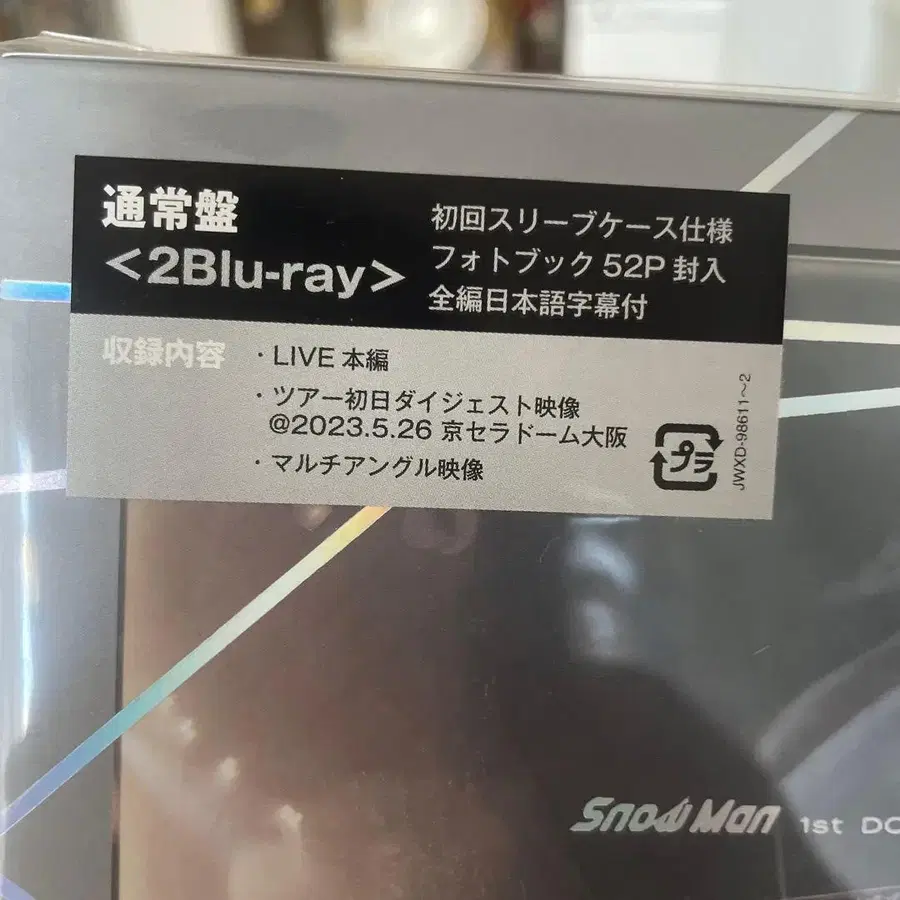 通常盤
<2Blu-ray>
初回スリーブケース仕様
フォトブック 52P 封入
全編日本語字幕付
収録内容
・LIVE 本編
・ツアー初日ダイジェスト映像
@2023.5.26 京セラドーム大阪
・マルチアングル映像
プラ
JWXD-98611~2
Snow Man 1st DO